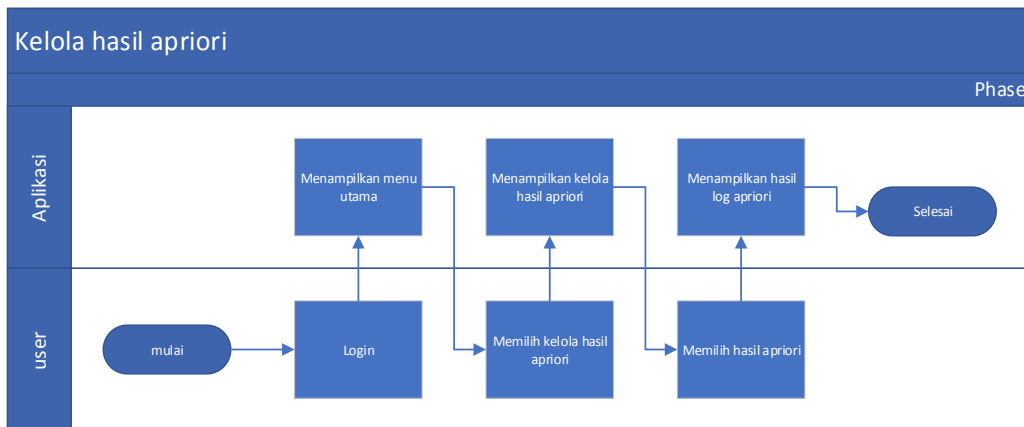 Kelola hasil apriori
Phase
Aplikasi
Menampilkan menu
utama
Menampilkan kelola
hasil apriori
Menampilkan hasil
log apriori
Selesai
user
mulai
Login
Memilih kelola hasil
apriori
Memilih hasil apriori